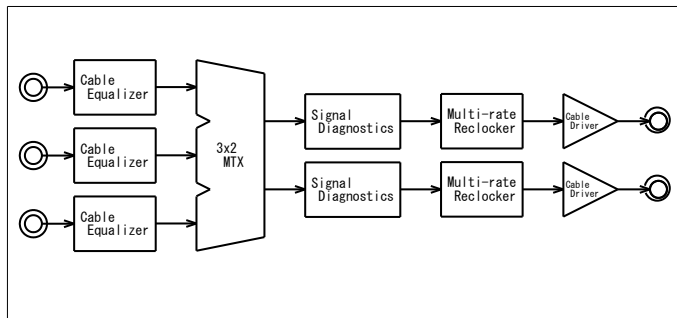 Cable
Equalizer
Cable
Equalizer
Cable
Equalizer
3x2
MTX
Signal
Diagnostics
Multi-rate
Reclocker
Cable
Driver
Signal
Diagnostics
Multi-rate
Reclocker
Cable
Driver